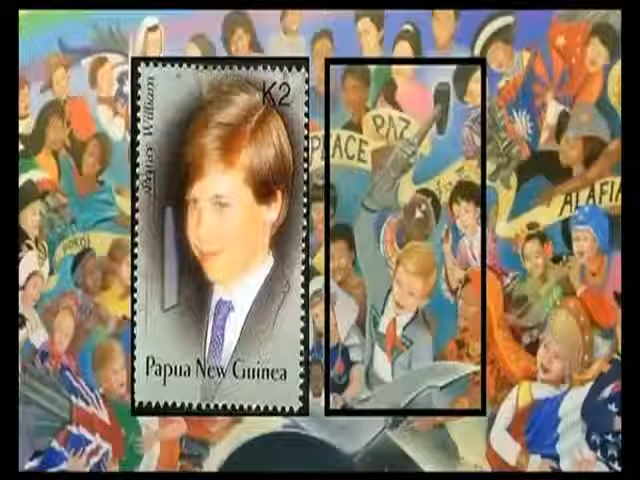 K2
Prince William
Papua New Guinea
PEACE
PAZ
ALAFIA